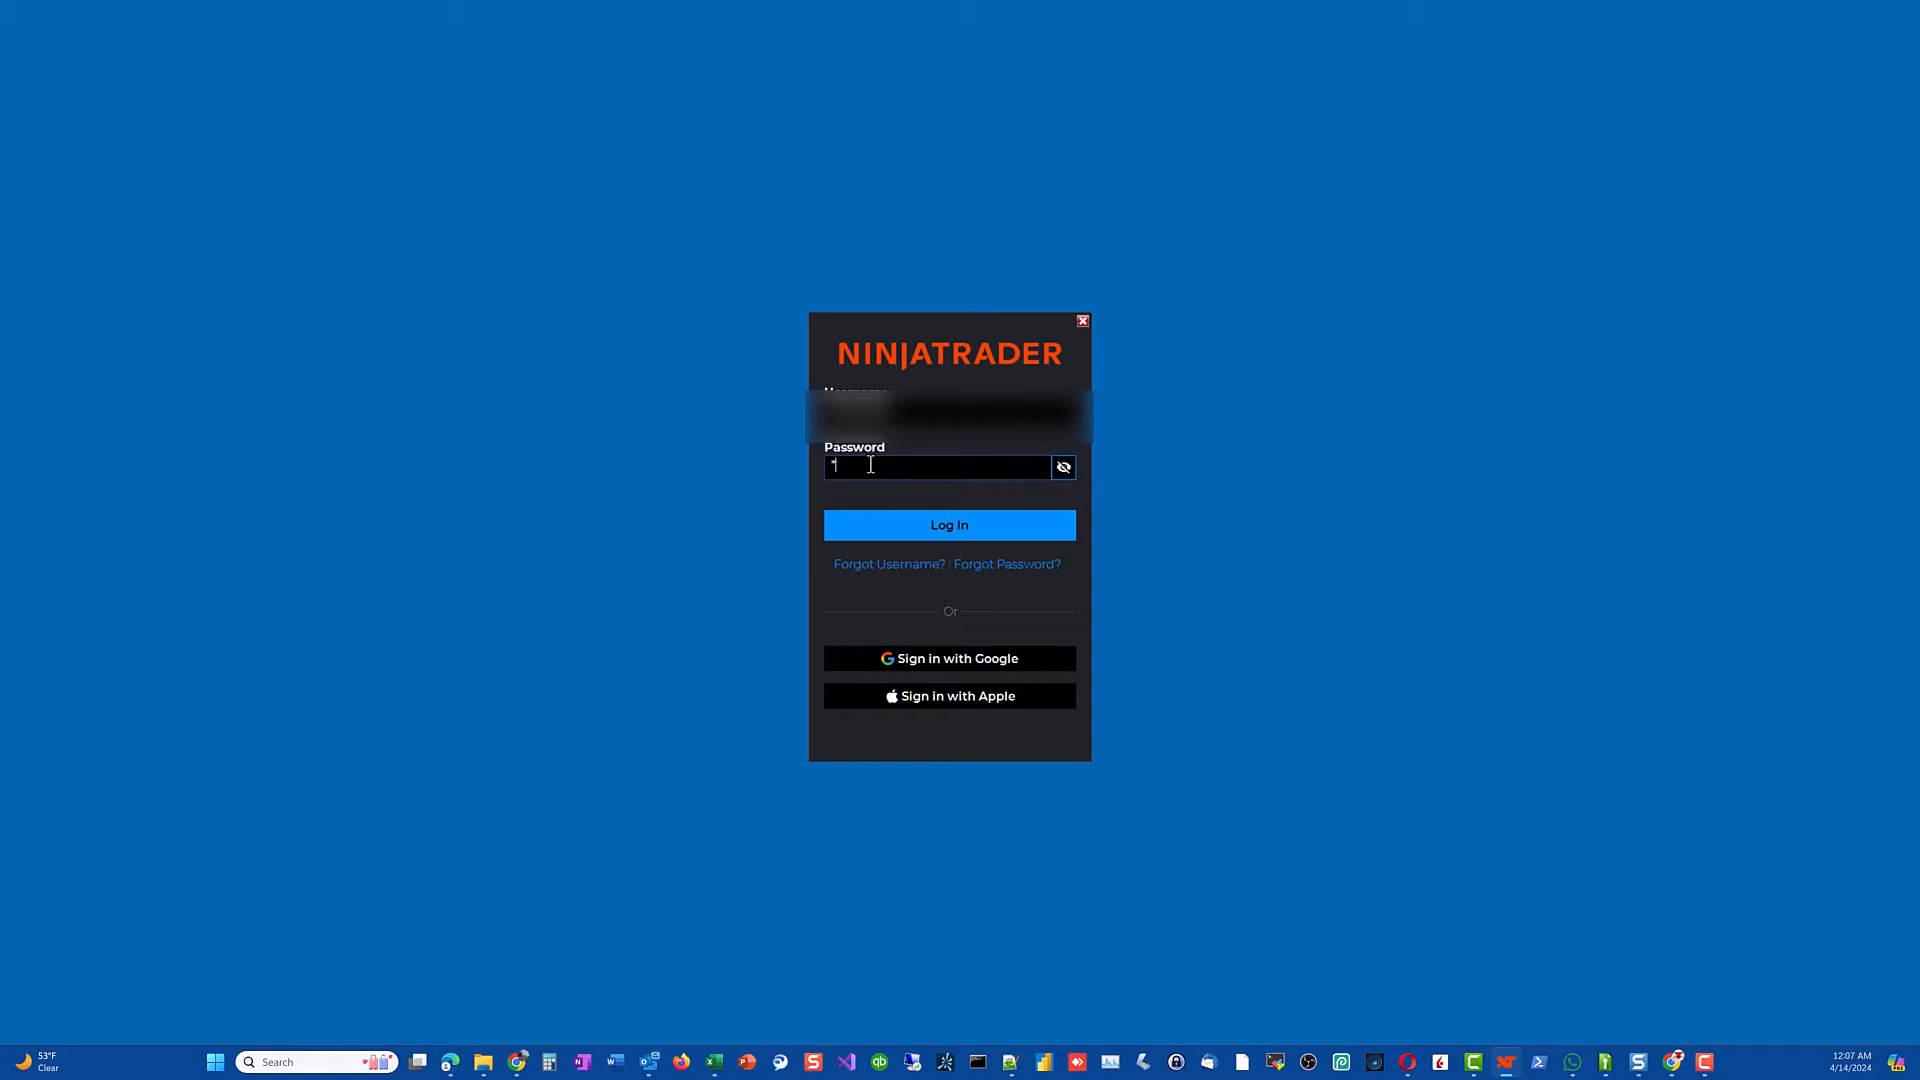 NINJATRADER
Username
Password
*
Log In
Forgot Username? | Forgot Password?
Or
Sign in with Google
Sign in with Apple
53°F
Clear
Search
12:07 AM
4/14/2024